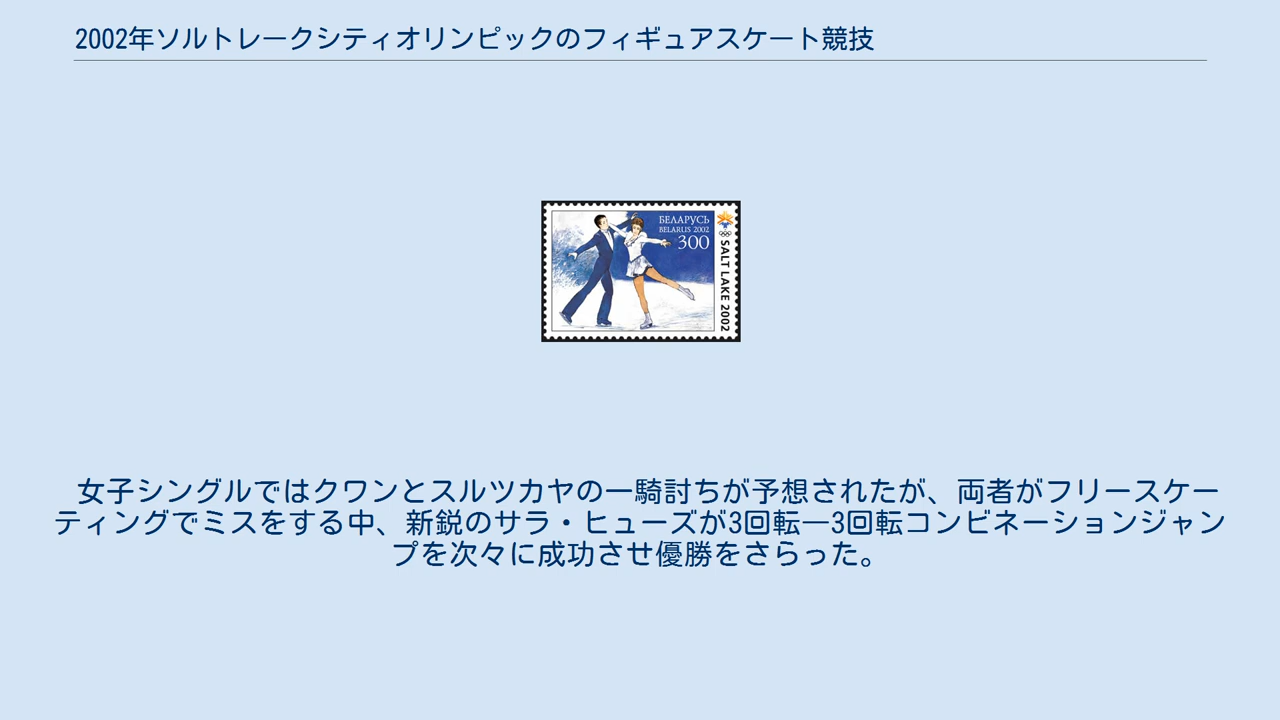 2002年ソルトレークシティオリンピックのフィギュアスケート競技
БЕЛАРУСЬ
BELARUS 2002
300
SALT LAKE 2002
女子シングルではクワンとスルツカヤの一騎討ちが予想されたが、両者がフリースケー
ティングでミスをする中、新鋭のサラ・ヒューズが3回転―3回転コンビネーションジャン
プを次々に成功させ優勝をさらった。